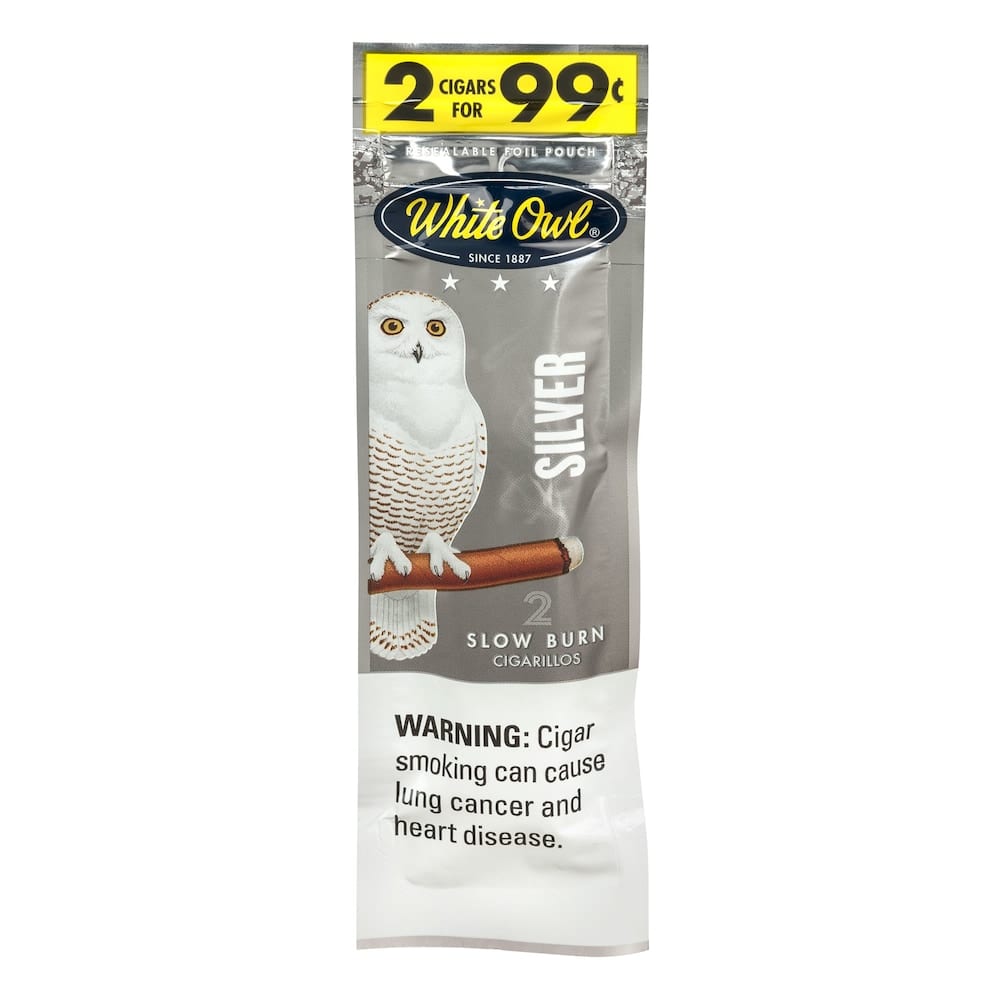 2 CIGARS FOR 99¢
RESEALABLE FOIL POUCH
White Owl®
SINCE 1887
SILVER
2
SLOW BURN
CIGARILLOS
WARNING: Cigar
smoking can cause
lung cancer and
heart disease.